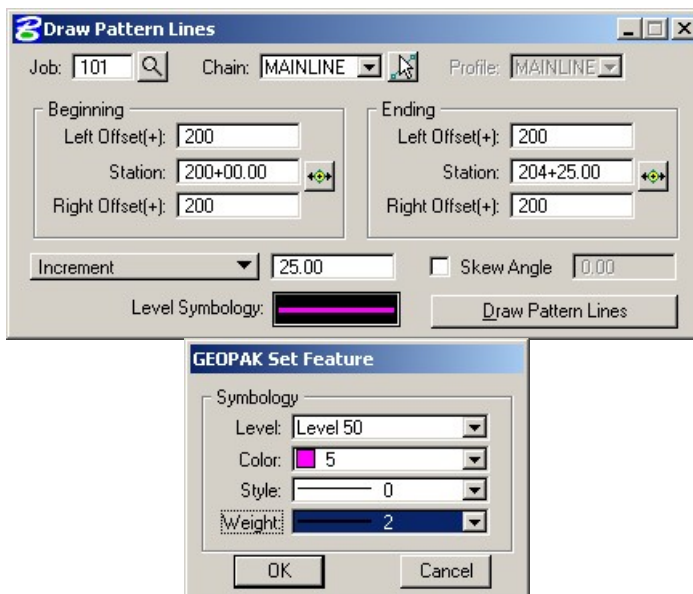 Draw Pattern Lines
Job: 101 Chain: MAINLINE Profile: MAINLINE
Beginning Ending
Left Offset(+): 200 Left Offset(+): 200
Station: 200+00.00 Station: 204+25.00
Right Offset(+): 200 Right Offset(+): 200
Increment 25.00 Skew Angle 0.00
Level Symbology: Draw Pattern Lines
GEOPAK Set Feature
Symbology
Level: Level 50
Color: 5
Style: 0
Weight: 2
OK Cancel